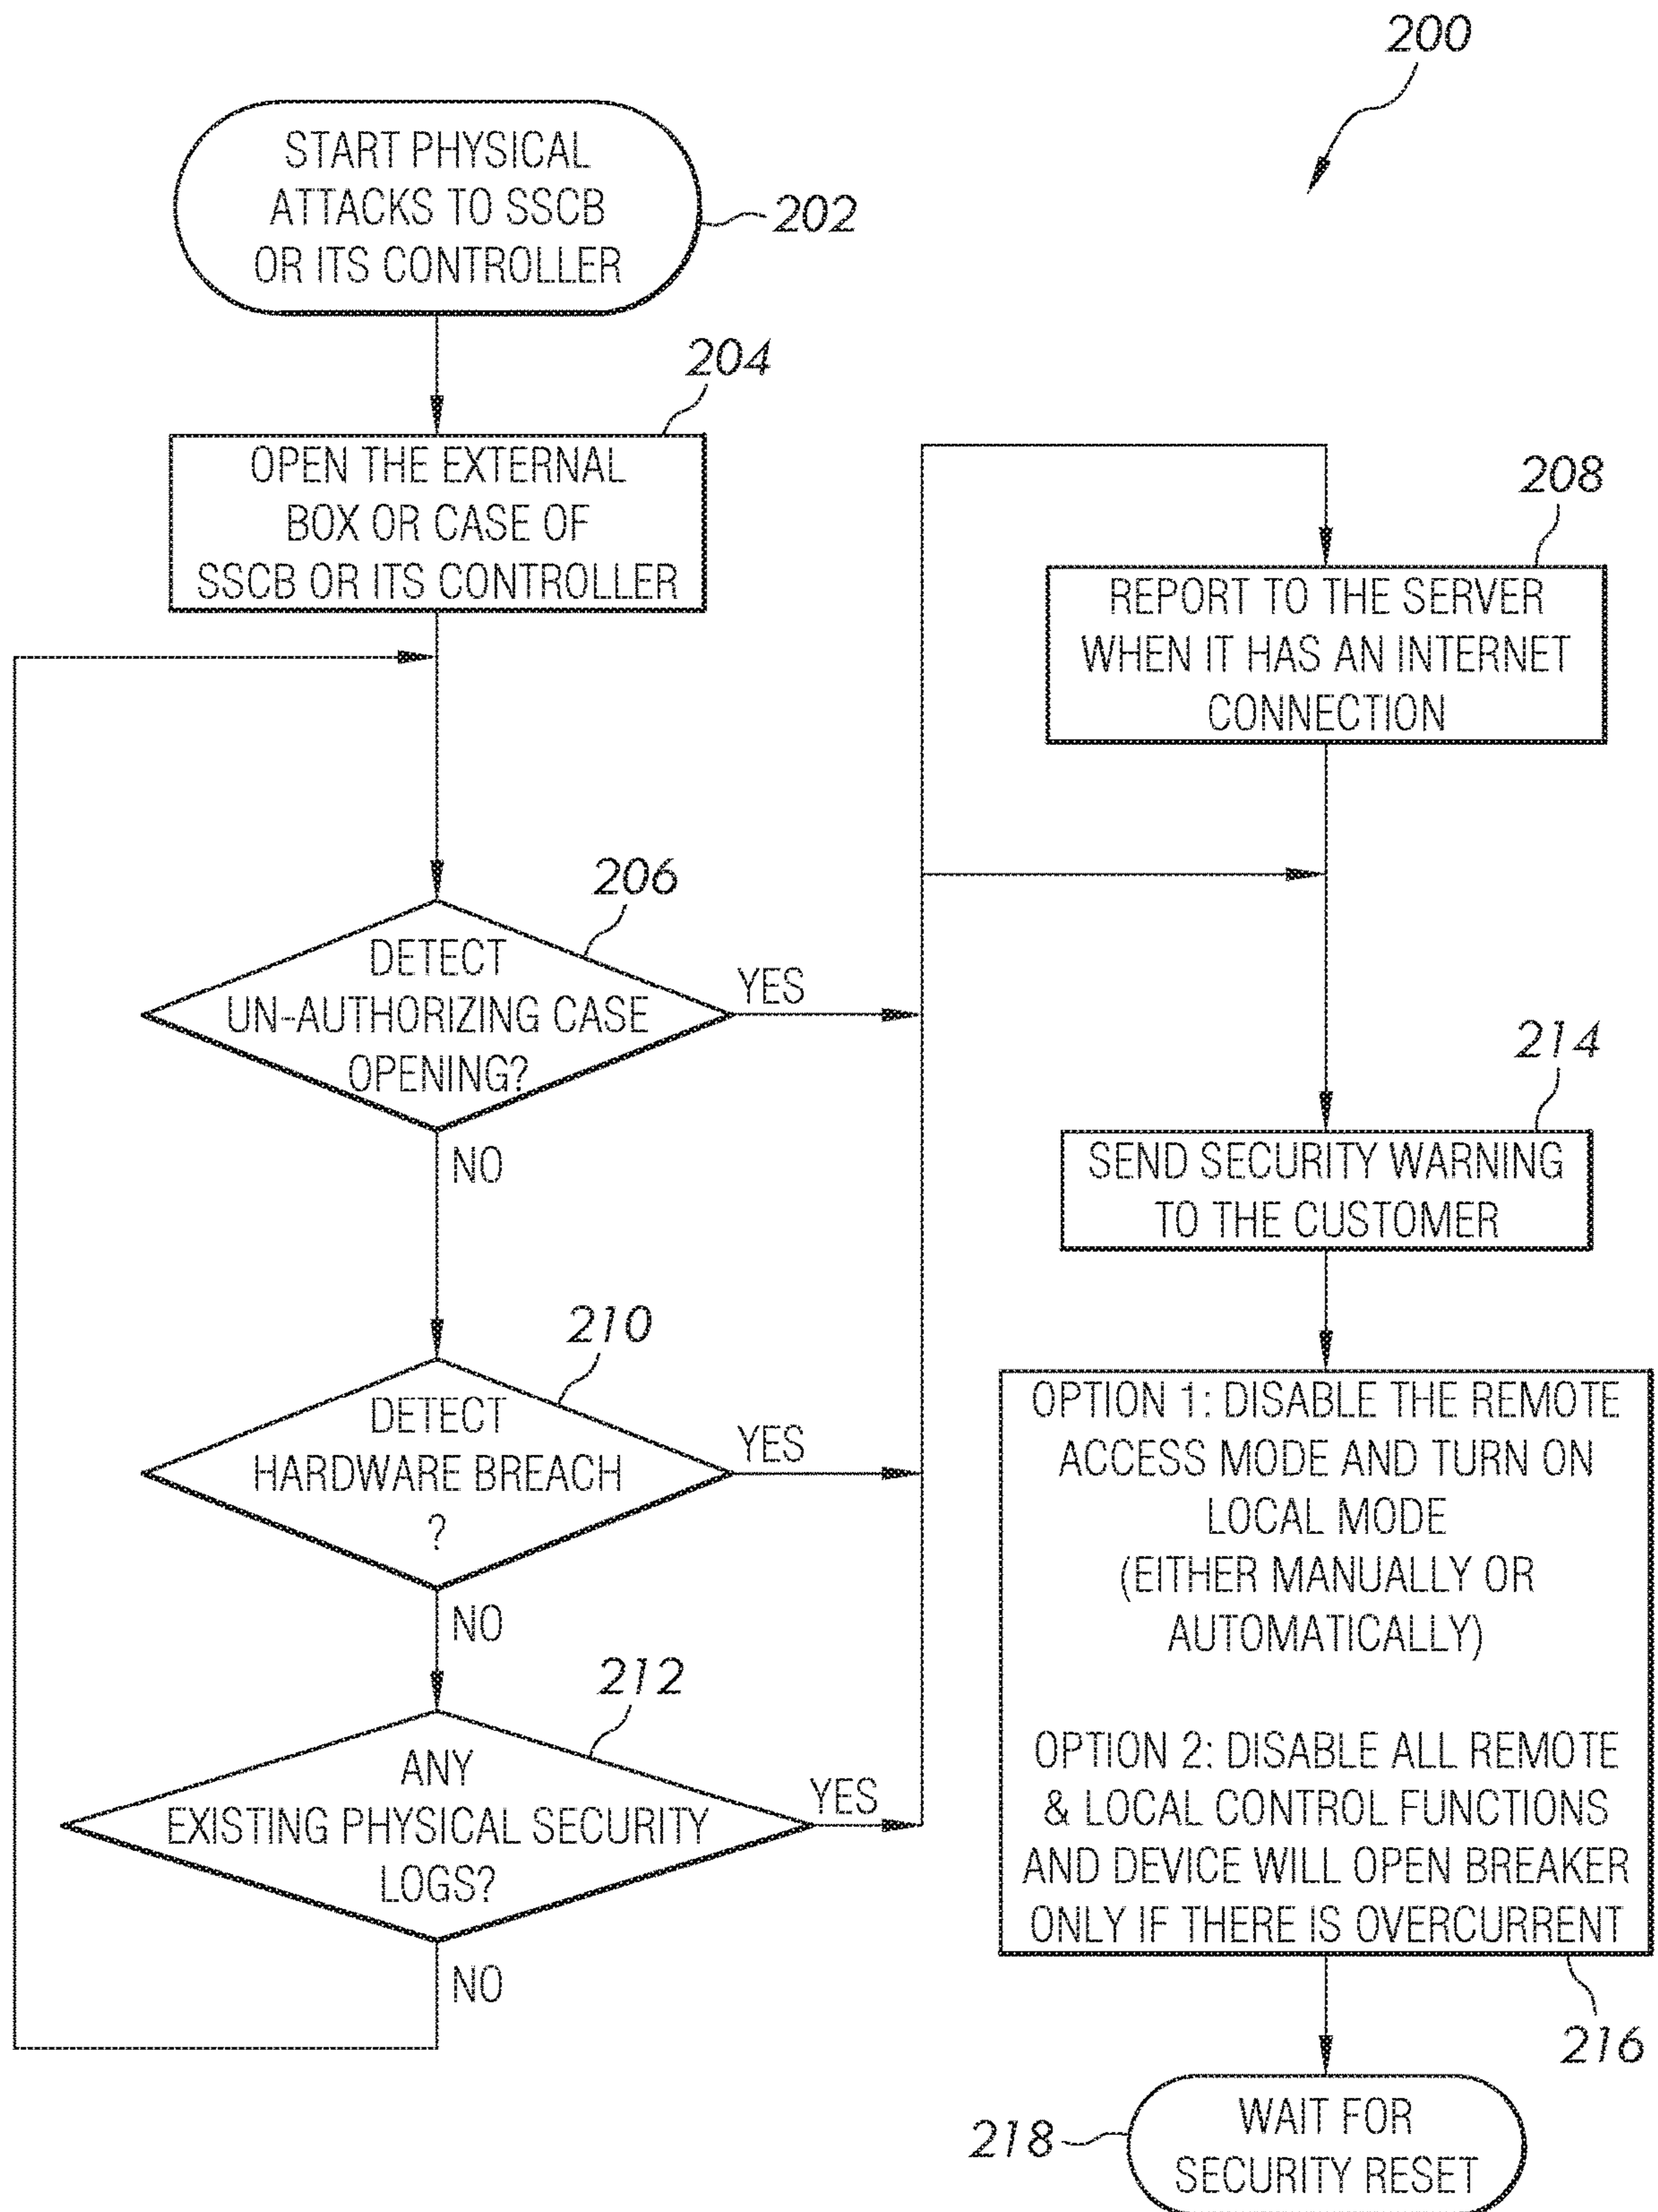 200
START PHYSICAL
ATTACKS TO SSCB
OR ITS CONTROLLER
202
204
OPEN THE EXTERNAL
BOX OR CASE OF
SSCB OR ITS CONTROLLER
206
DETECT
UN-AUTHORIZING CASE
OPENING?
YES
NO
210
DETECT
HARDWARE BREACH
?
YES
NO
212
ANY
EXISTING PHYSICAL SECURITY
LOGS?
YES
NO
208
REPORT TO THE SERVER
WHEN IT HAS AN INTERNET
CONNECTION
214
SEND SECURITY WARNING
TO THE CUSTOMER
OPTION 1: DISABLE THE REMOTE
ACCESS MODE AND TURN ON
LOCAL MODE
(EITHER MANUALLY OR
AUTOMATICALLY)
OPTION 2: DISABLE ALL REMOTE
& LOCAL CONTROL FUNCTIONS
AND DEVICE WILL OPEN BREAKER
ONLY IF THERE IS OVERCURRENT
216
218
WAIT FOR
SECURITY RESET